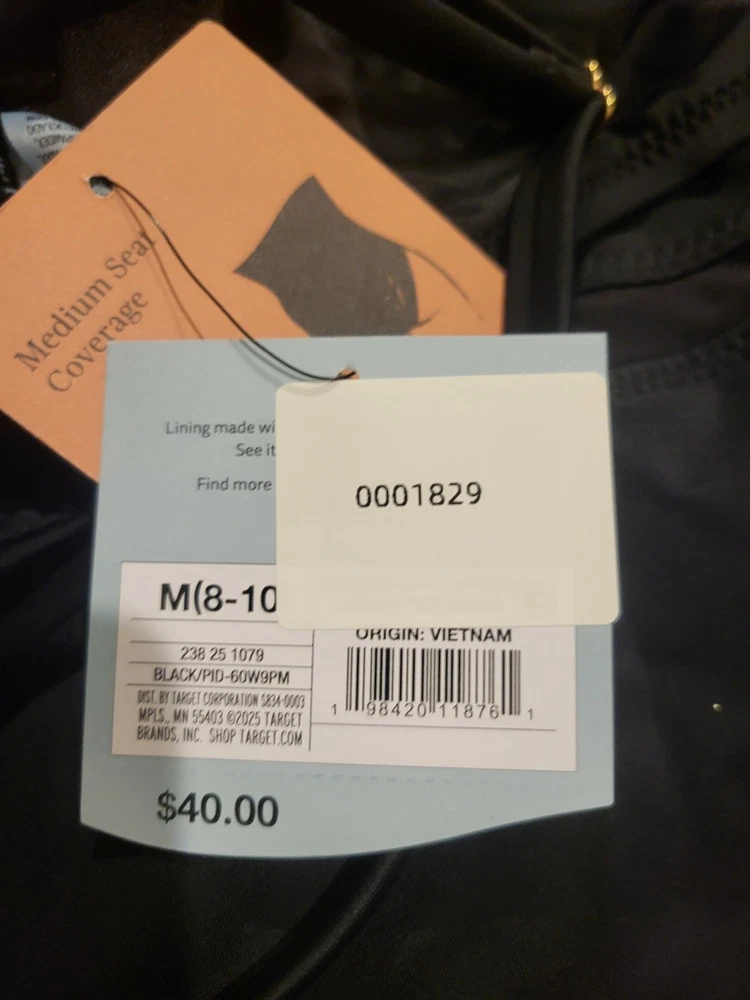 Medium Seat
Coverage
Lining made wi
See it
Find more
0001829
M(8-10
238 25 1079
BLACK/PID-60W9PM
DIST. BY TARGET CORPORATION 5834-0003
MPLS., MN 55403 ©2025 TARGET
BRANDS, INC. SHOP TARGET.COM
ORIGIN: VIETNAM
1 98420 11876 1
$40.00